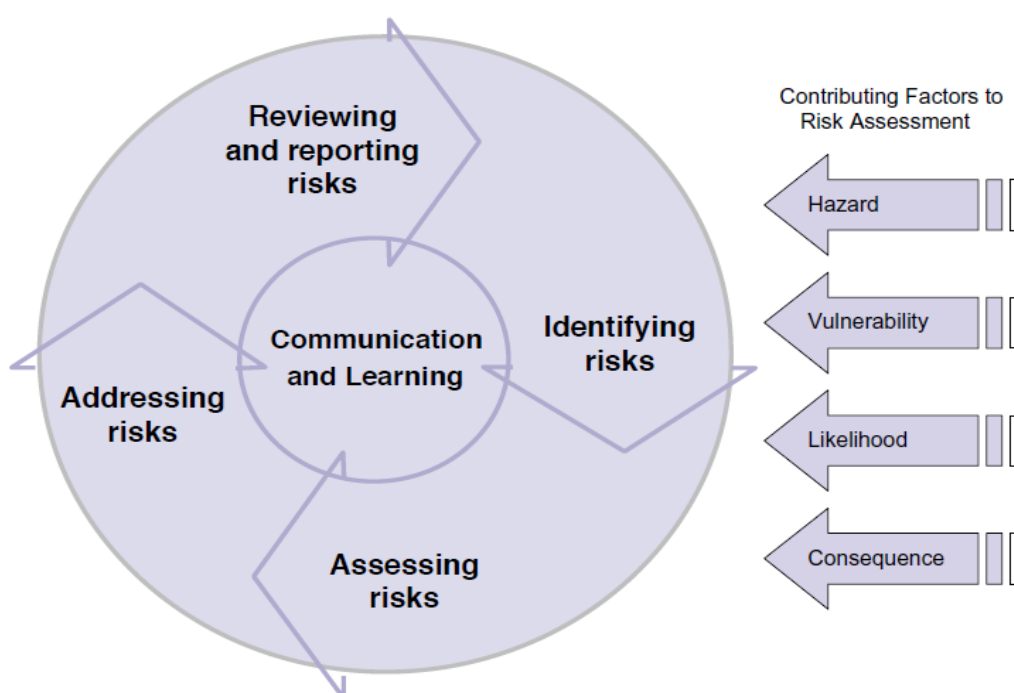 Reviewing
and reporting
risks
Identifying
risks
Communication
and Learning
Addressing
risks
Assessing
risks
Contributing Factors to
Risk Assessment
Hazard
Vulnerability
Likelihood
Consequence